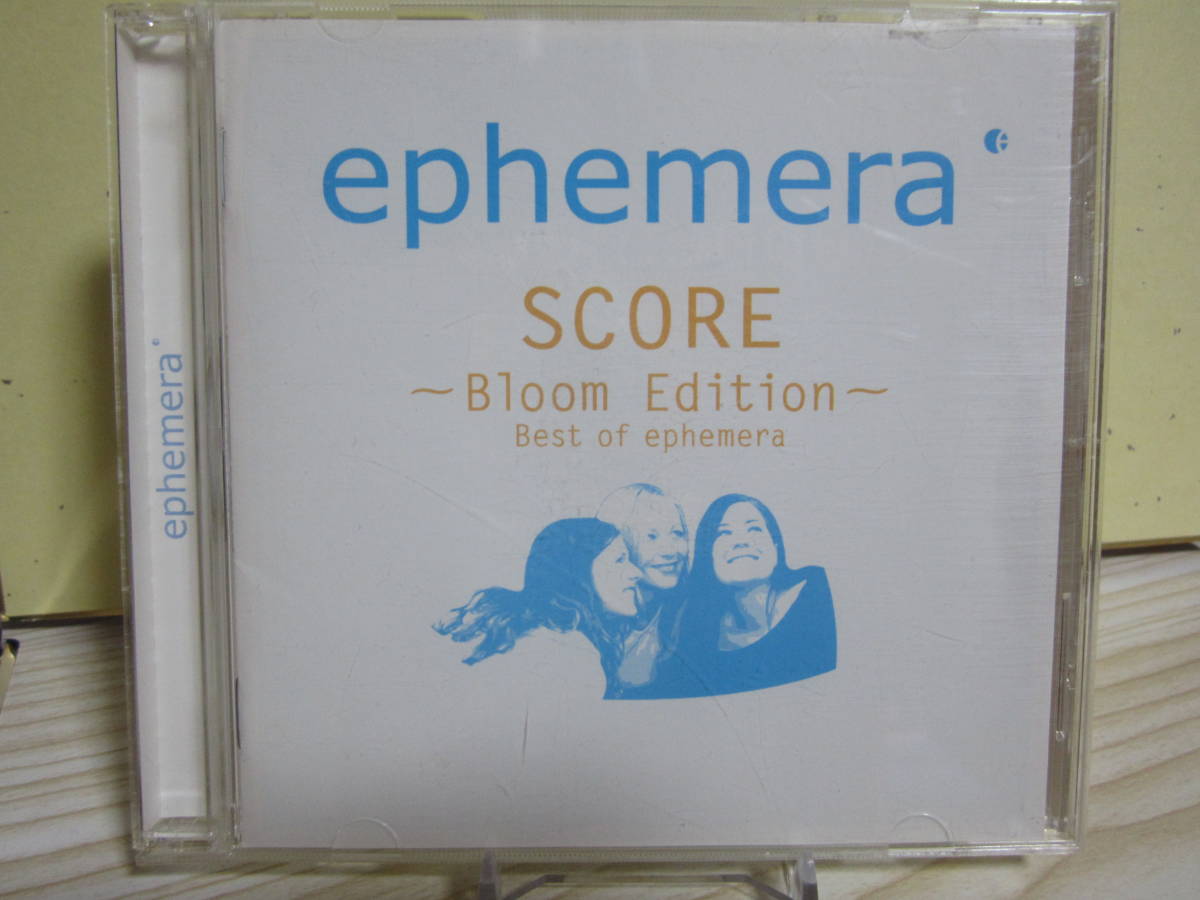 ephemera
SCORE
～Bloom Edition～
Best of ephemera
ephemera